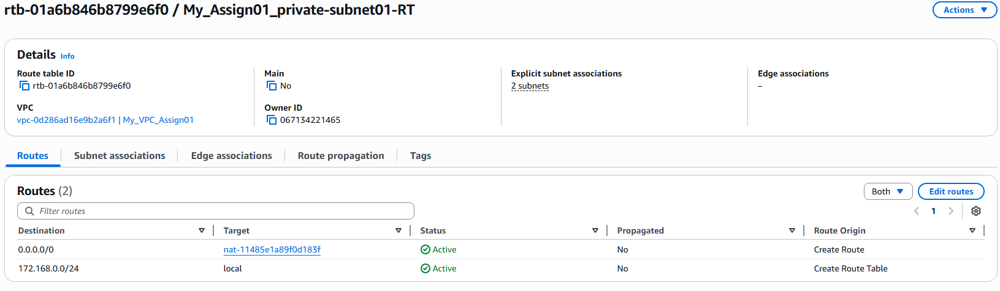 rtb-01a6b846b8799e6f0 / My_Assign01_private-subnet01-RT
Actions
Details Info
Route table ID
rtb-01a6b846b8799e6f0
Main
No
Explicit subnet associations
2 subnets
Edge associations
–
VPC
vpc-0d286ad16e9b2a6f1 | My_VPC_Assign01
Owner ID
067134221465
Routes Subnet associations Edge associations Route propagation Tags
Routes (2)
Both
Edit routes
Filter routes
1
Destination Target Status Propagated Route Origin
0.0.0.0/0 nat-11485e1a89f0d183f Active No Create Route
172.168.0.0/24 local Active No Create Route Table